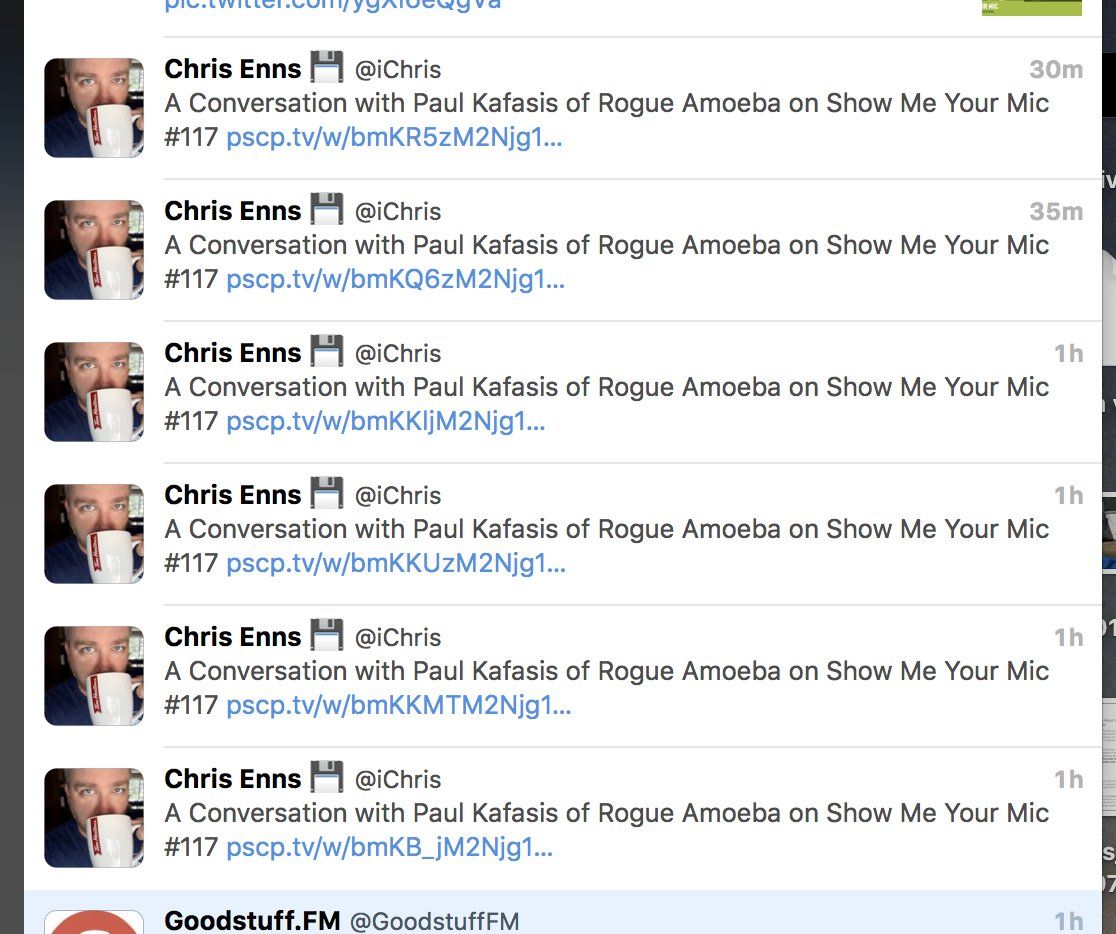 pic.twitter.com/ygXf6eQgVa
Chris Enns 💾 @iChris 30m
A Conversation with Paul Kafasis of Rogue Amoeba on Show Me Your Mic
#117 pscp.tv/w/bmKR5zM2Njg1…
Chris Enns 💾 @iChris 35m
A Conversation with Paul Kafasis of Rogue Amoeba on Show Me Your Mic
#117 pscp.tv/w/bmKQ6zM2Njg1…
Chris Enns 💾 @iChris 1h
A Conversation with Paul Kafasis of Rogue Amoeba on Show Me Your Mic
#117 pscp.tv/w/bmKKljM2Njg1…
Chris Enns 💾 @iChris 1h
A Conversation with Paul Kafasis of Rogue Amoeba on Show Me Your Mic
#117 pscp.tv/w/bmKKUzM2Njg1…
Chris Enns 💾 @iChris 1h
A Conversation with Paul Kafasis of Rogue Amoeba on Show Me Your Mic
#117 pscp.tv/w/bmKKMTM2Njg1…
Chris Enns 💾 @iChris 1h
A Conversation with Paul Kafasis of Rogue Amoeba on Show Me Your Mic
#117 pscp.tv/w/bmKB_jM2Njg1…
Goodstuff.FM @GoodstuffFM 1h